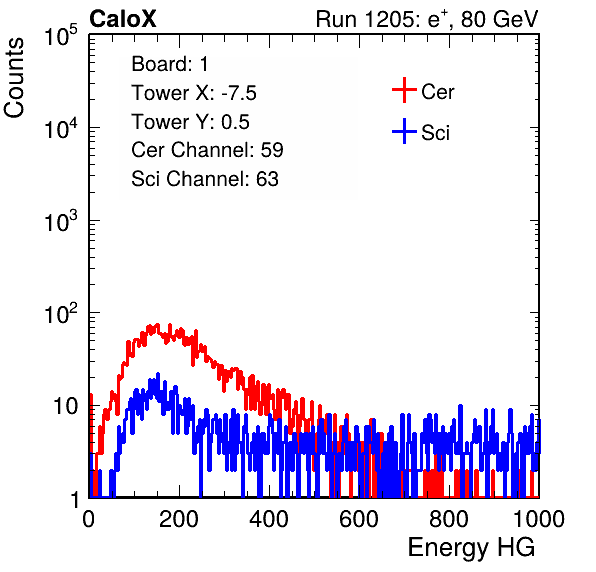 CaloX Run 1205: e⁺, 80 GeV
Counts
Board: 1
Tower X: -7.5
Tower Y: 0.5
Cer Channel: 59
Sci Channel: 63
Cer
Sci
10⁵
10⁴
10³
10²
10
1
0 200 400 600 800 1000
Energy HG